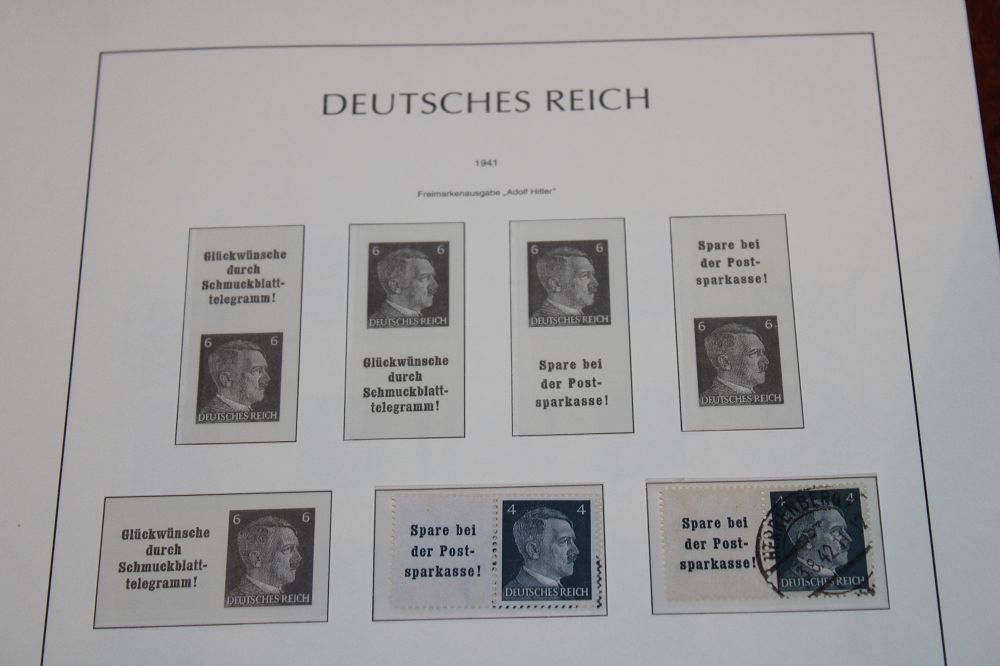 DEUTSCHES REICH
1941
Freimarkenausgabe „Adolf Hitler"
Glückwünsche
durch
Schmuckblatt-
telegramm!
6 6
DEUTSCHES REICH
6 6
DEUTSCHES REICH
Glückwünsche
durch
Schmuckblatt-
telegramm!
6 6
DEUTSCHES REICH
Spare bei
der Post-
sparkasse!
Spare bei
der Post-
sparkasse!
6 6
DEUTSCHES REICH
Glückwünsche
durch
Schmuckblatt-
telegramm!
6 6
DEUTSCHES REICH
Spare bei
der Post-
sparkasse!
4 4
DEUTSCHES REICH
Spare bei
der Post-
sparkasse!
4 4
HERRENBERG